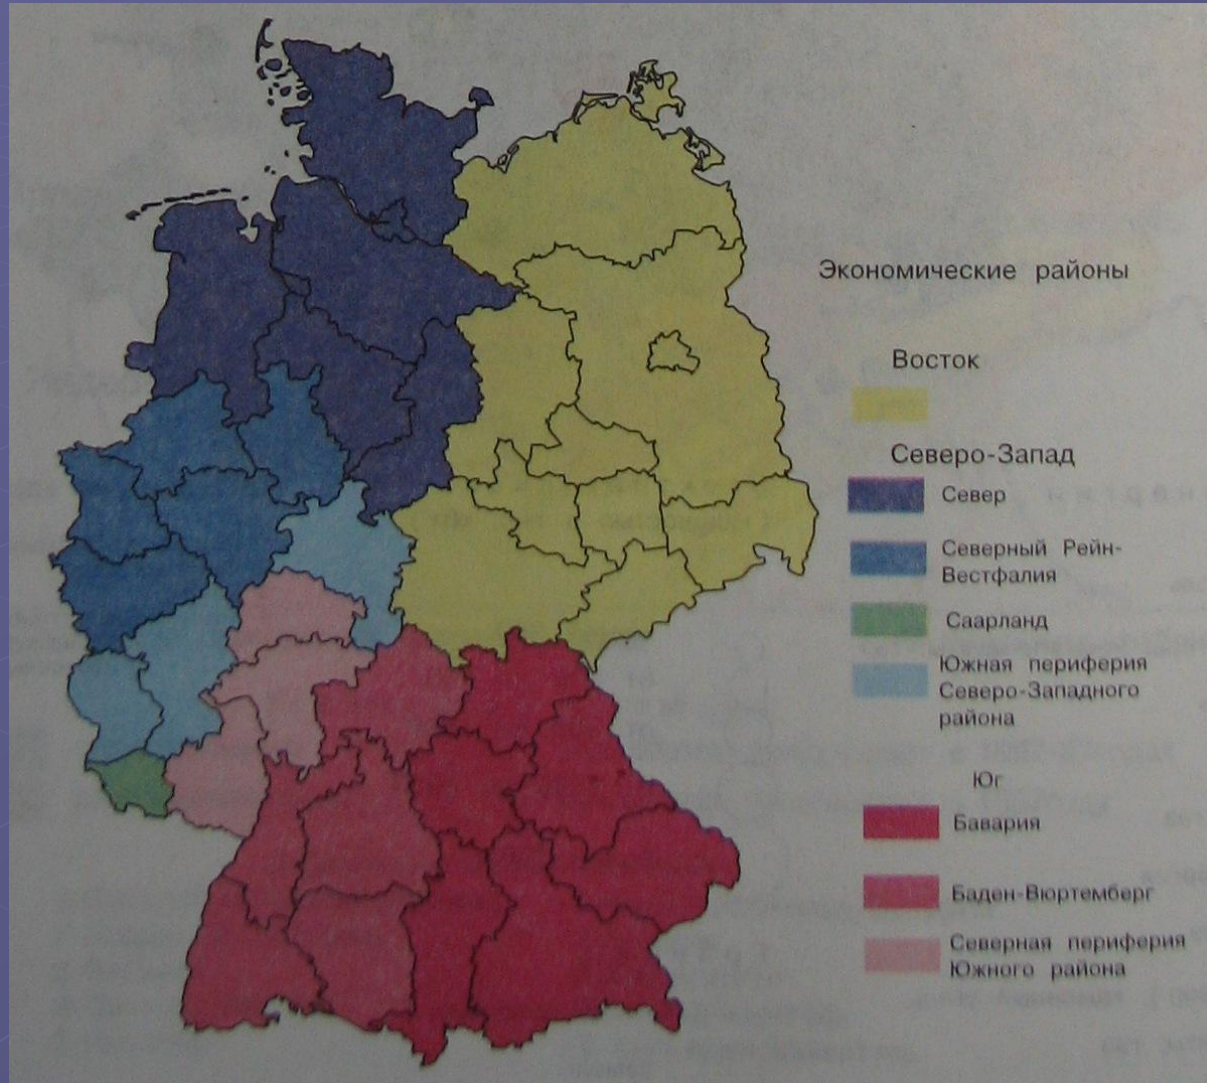 Экономические районы
Восток
Северо-Запад
Север
Северный Рейн-
Вестфалия
Саарланд
Южная периферия
Северо-Западного
района
Юг
Бавария
Баден-Вюртемберг
Северная периферия
Южного района